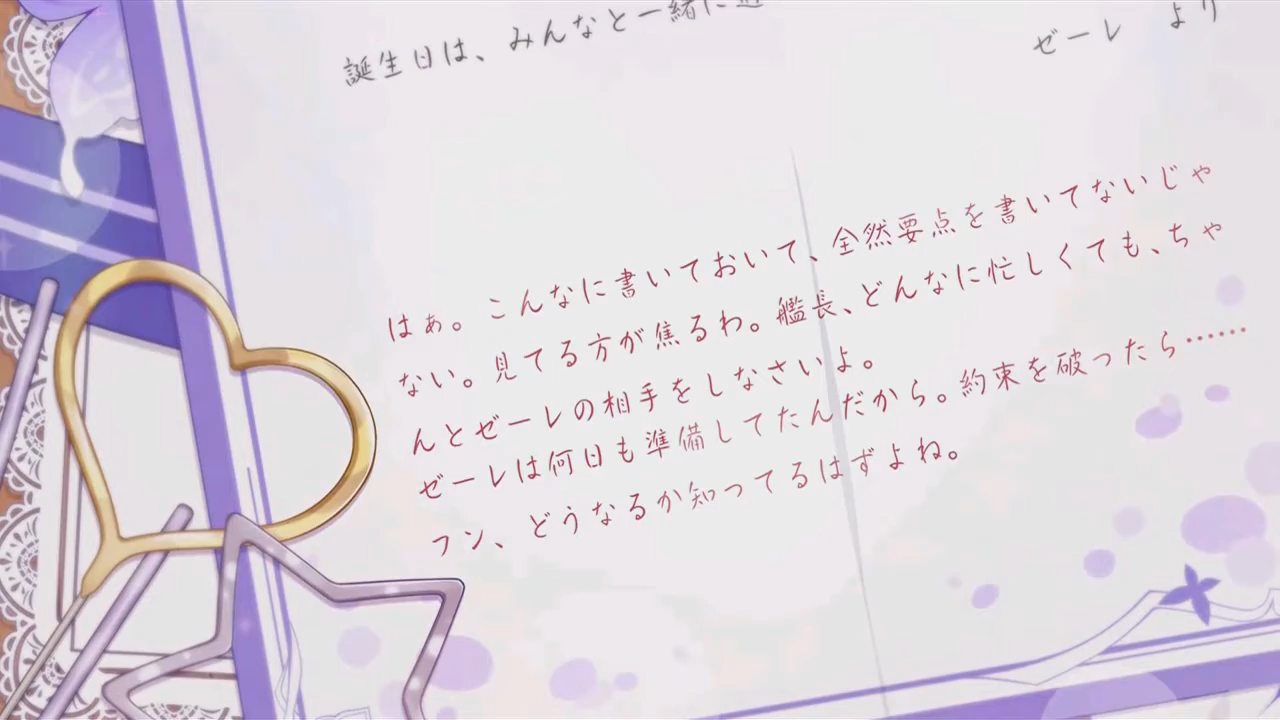 誕生日は、みんなと一緒に
ゼーレ より
はぁ。こんなに書いておいて、全然要点を書いてないじゃ
ない。見てる方が焦るわ。艦長、どんなに忙しくても、ちゃ
んとゼーレの相手をしなさいよ。
ゼーレは何日も準備してたんだから。約束を破ったら……
フン、どうなるか知ってるはずよね。